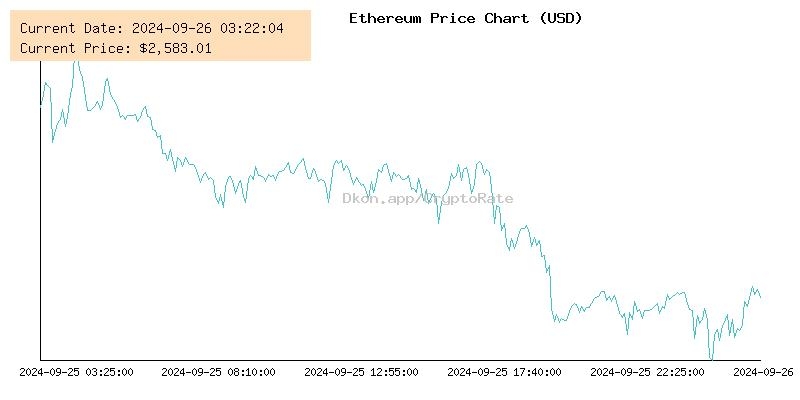 Ethereum Price Chart (USD)
Current Date: 2024-09-26 03:22:04
Current Price: $2,583.01
Dkon.app/CryptoRate
2024-09-25 03:25:00 2024-09-25 08:10:00 2024-09-25 12:55:00 2024-09-25 17:40:00 2024-09-25 22:25:00 2024-09-26